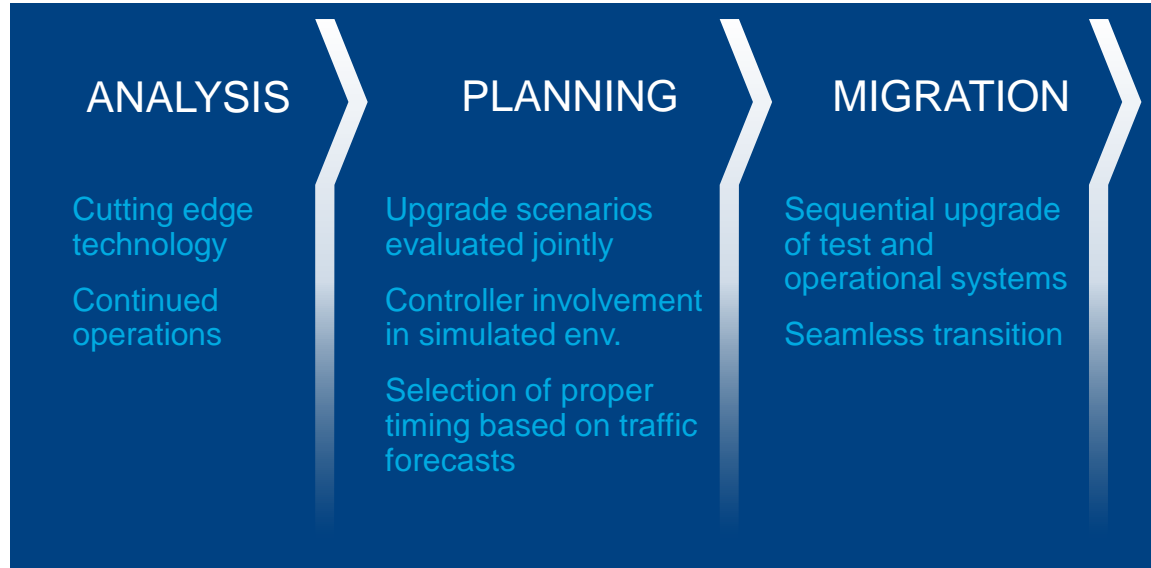 ANALYSIS
Cutting edge
technology
Continued
operations
PLANNING
Upgrade scenarios
evaluated jointly
Controller involvement
in simulated env.
Selection of proper
timing based on traffic
forecasts
MIGRATION
Sequential upgrade
of test and
operational systems
Seamless transition